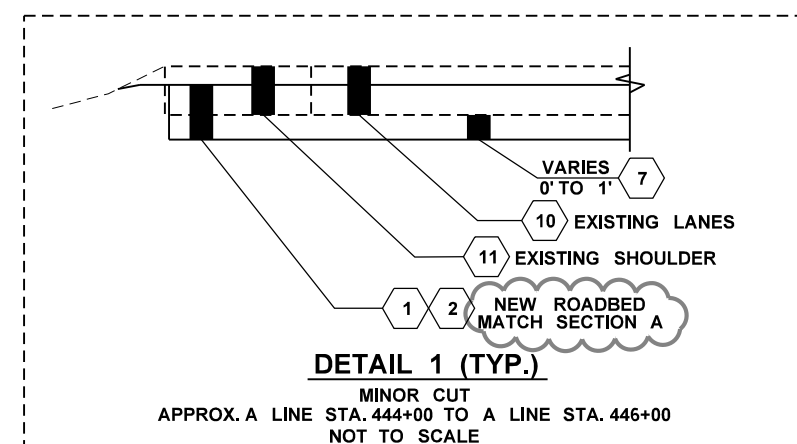 VARIES
0' TO 1' 7
10 EXISTING LANES
11 EXISTING SHOULDER
1 2 NEW ROADBED
MATCH SECTION A
DETAIL 1 (TYP.)
MINOR CUT
APPROX. A LINE STA. 444+00 TO A LINE STA. 446+00
NOT TO SCALE